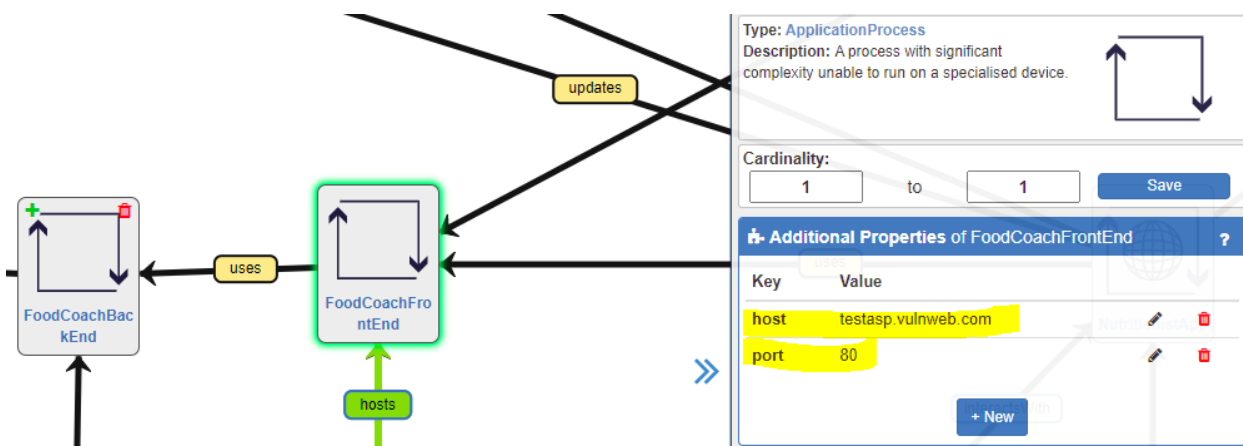 updates
FoodCoachBac
kEnd
uses
FoodCoachFro
ntEnd
hosts
Type: ApplicationProcess
Description: A process with significant
complexity unable to run on a specialised device.
Cardinality:
1 to 1 Save
Additional Properties of FoodCoachFrontEnd ?
uses
Key Value
host testasp.vulnweb.com
port 80
+ New